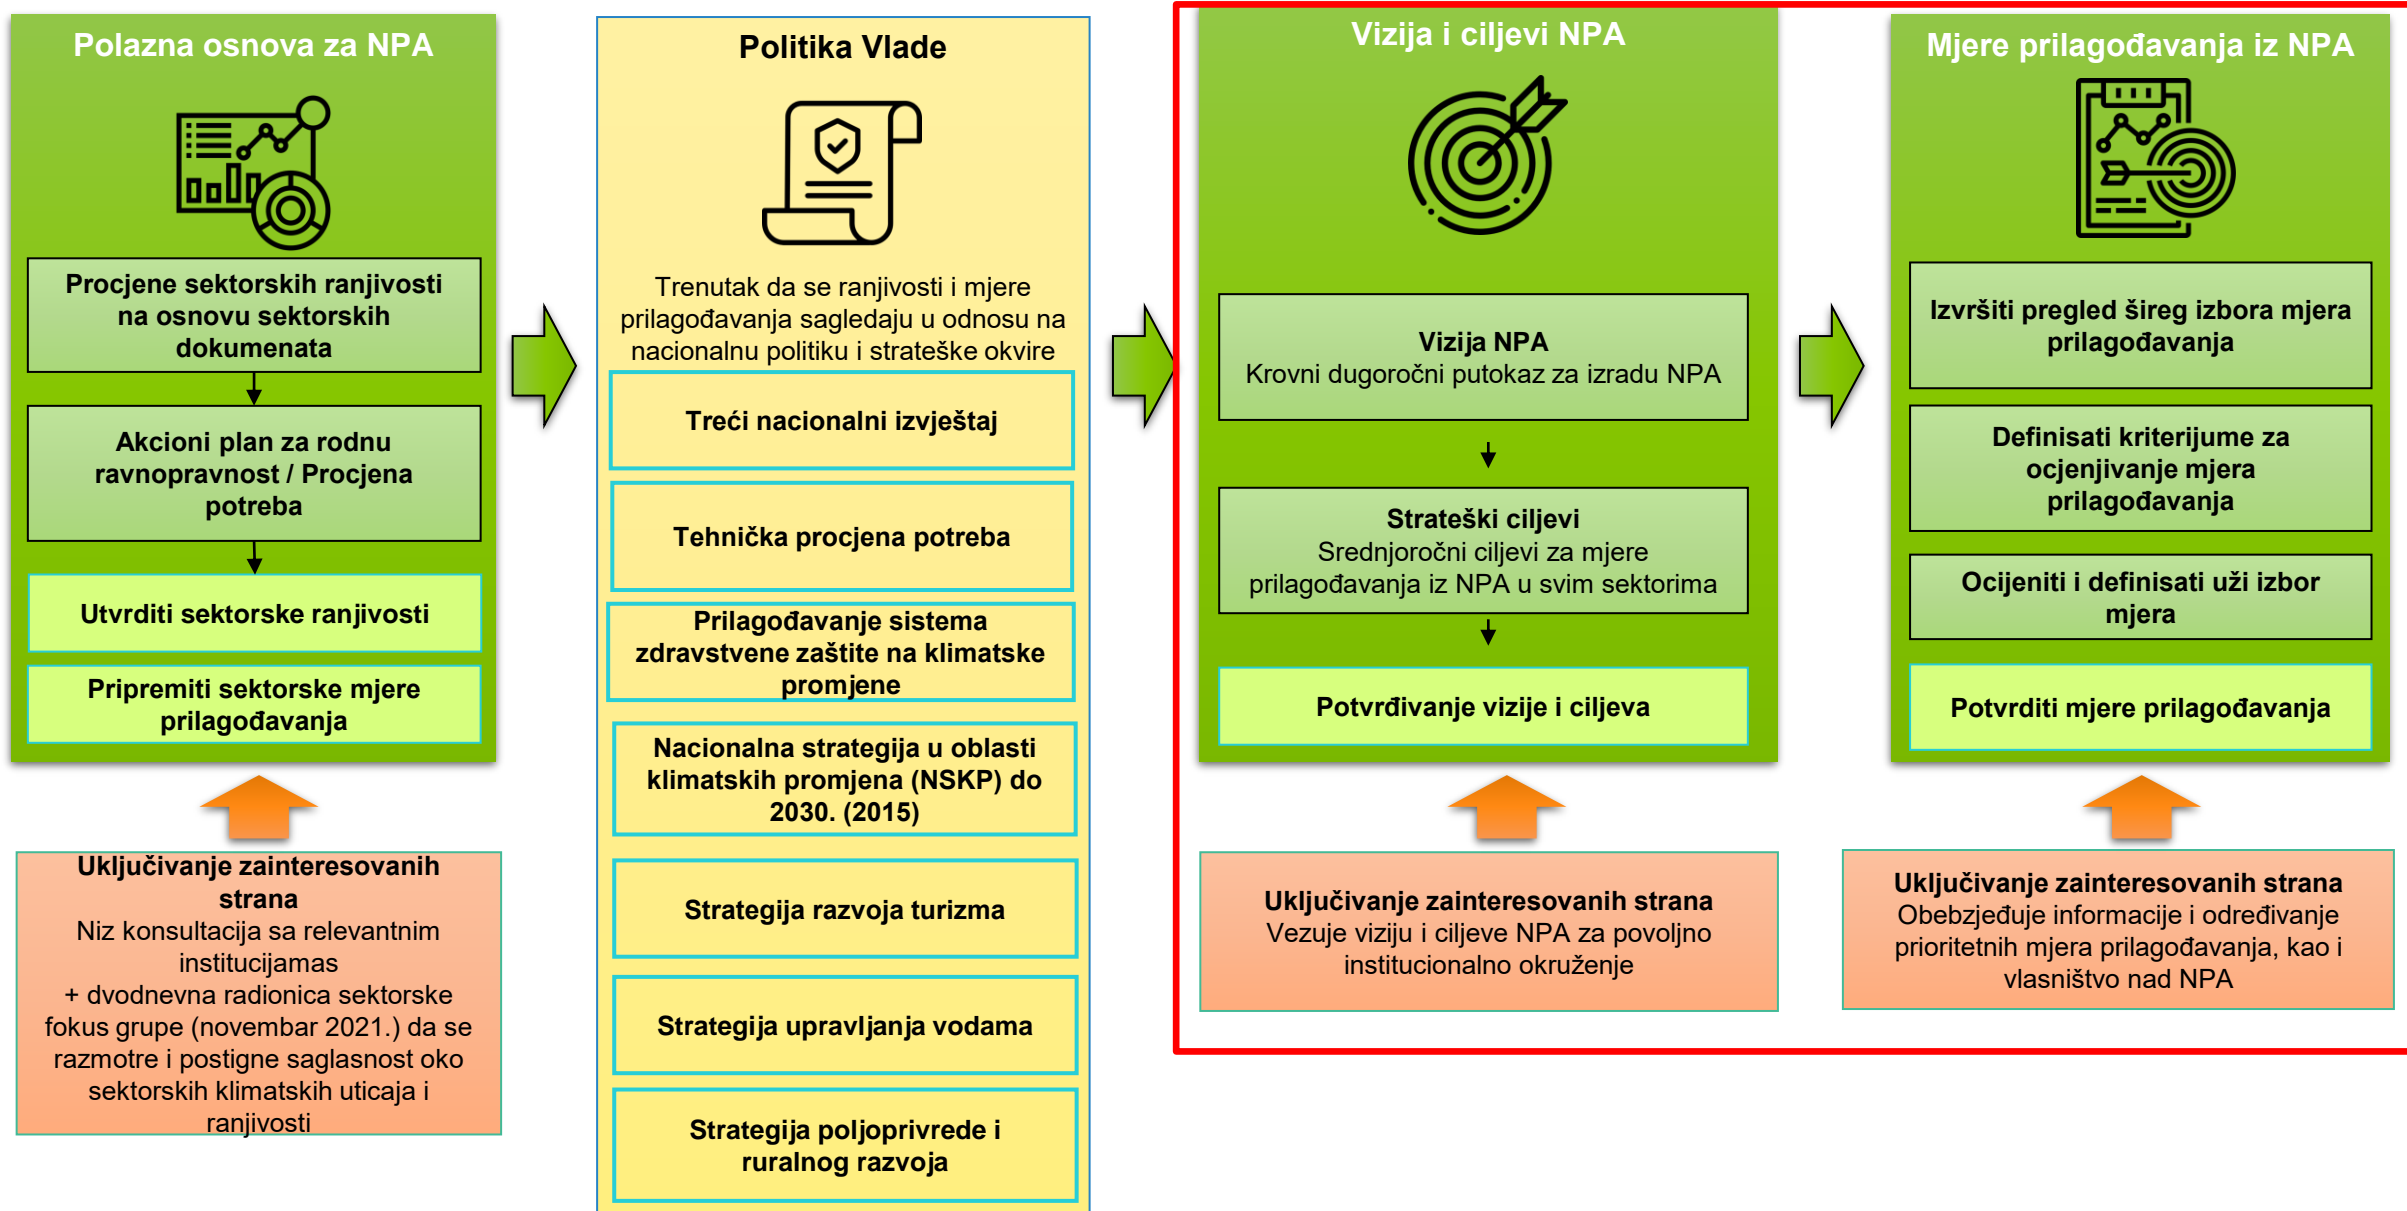 Polazna osnova za NPA
Procjene sektorskih ranjivosti
na osnovu sektorskih
dokumenata
Akcioni plan za rodnu
ravnopravnost / Procjena
potreba
Utvrditi sektorske ranjivosti
Pripremiti sektorske mjere
prilagođavanja
Uključivanje zainteresovanih
strana
Niz konsultacija sa relevantnim
institucijamas
+ dvodnevna radionica sektorske
fokus grupe (novembar 2021.) da se
razmotre i postigne saglasnost oko
sektorskih klimatskih uticaja i
ranjivosti
Politika Vlade
Trenutak da se ranjivosti i mjere
prilagođavanja sagledaju u odnosu na
nacionalnu politiku i strateške okvire
Treći nacionalni izvještaj
Tehnička procjena potreba
Prilagođavanje sistema
zdravstvene zaštite na klimatske
promjene
Nacionalna strategija u oblasti
klimatskih promjena (NSKP) do
2030. (2015)
Strategija razvoja turizma
Strategija upravljanja vodama
Strategija poljoprivrede i
ruralnog razvoja
Vizija i ciljevi NPA
Vizija NPA
Krovni dugoročni putokaz za izradu NPA
Strateški ciljevi
Srednjoročni ciljevi za mjere
prilagođavanja iz NPA u svim sektorima
Potvrđivanje vizije i ciljeva
Uključivanje zainteresovanih strana
Vezuje viziju i ciljeve NPA za povoljno
institucionalno okruženje
Mjere prilagođavanja iz NPA
Izvršiti pregled šireg izbora mjera
prilagođavanja
Definisati kriterijume za
ocjenjivanje mjera
prilagođavanja
Ocijeniti i definisati uži izbor
mjera
Potvrditi mjere prilagođavanja
Uključivanje zainteresovanih strana
Obebzjeđuje informacije i određivanje
prioritetnih mjera prilagođavanja, kao i
vlasništvo nad NPA